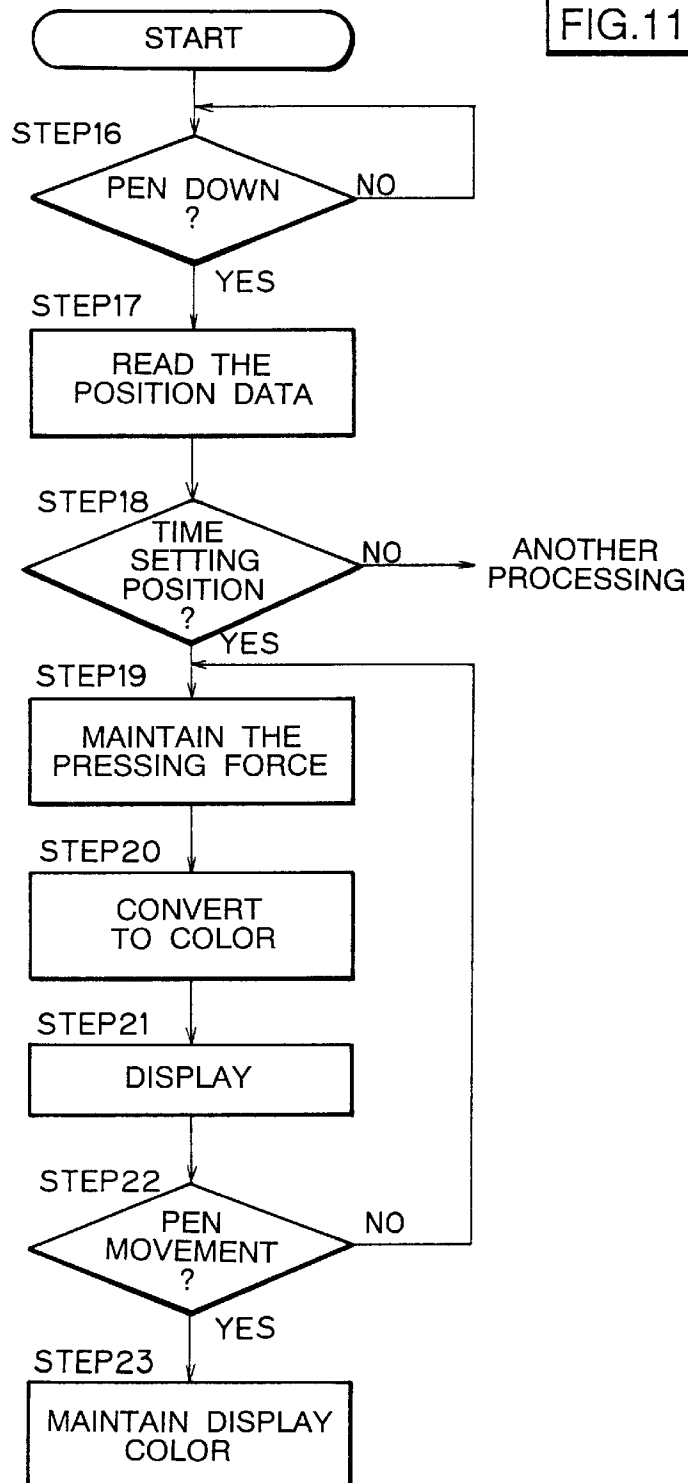 START
FIG.11
STEP16
PEN DOWN
?
NO
YES
STEP17
READ THE
POSITION DATA
STEP18
TIME
SETTING
POSITION
?
NO
ANOTHER
PROCESSING
YES
STEP19
MAINTAIN THE
PRESSING FORCE
STEP20
CONVERT
TO COLOR
STEP21
DISPLAY
STEP22
PEN
MOVEMENT
?
NO
YES
STEP23
MAINTAIN DISPLAY
COLOR